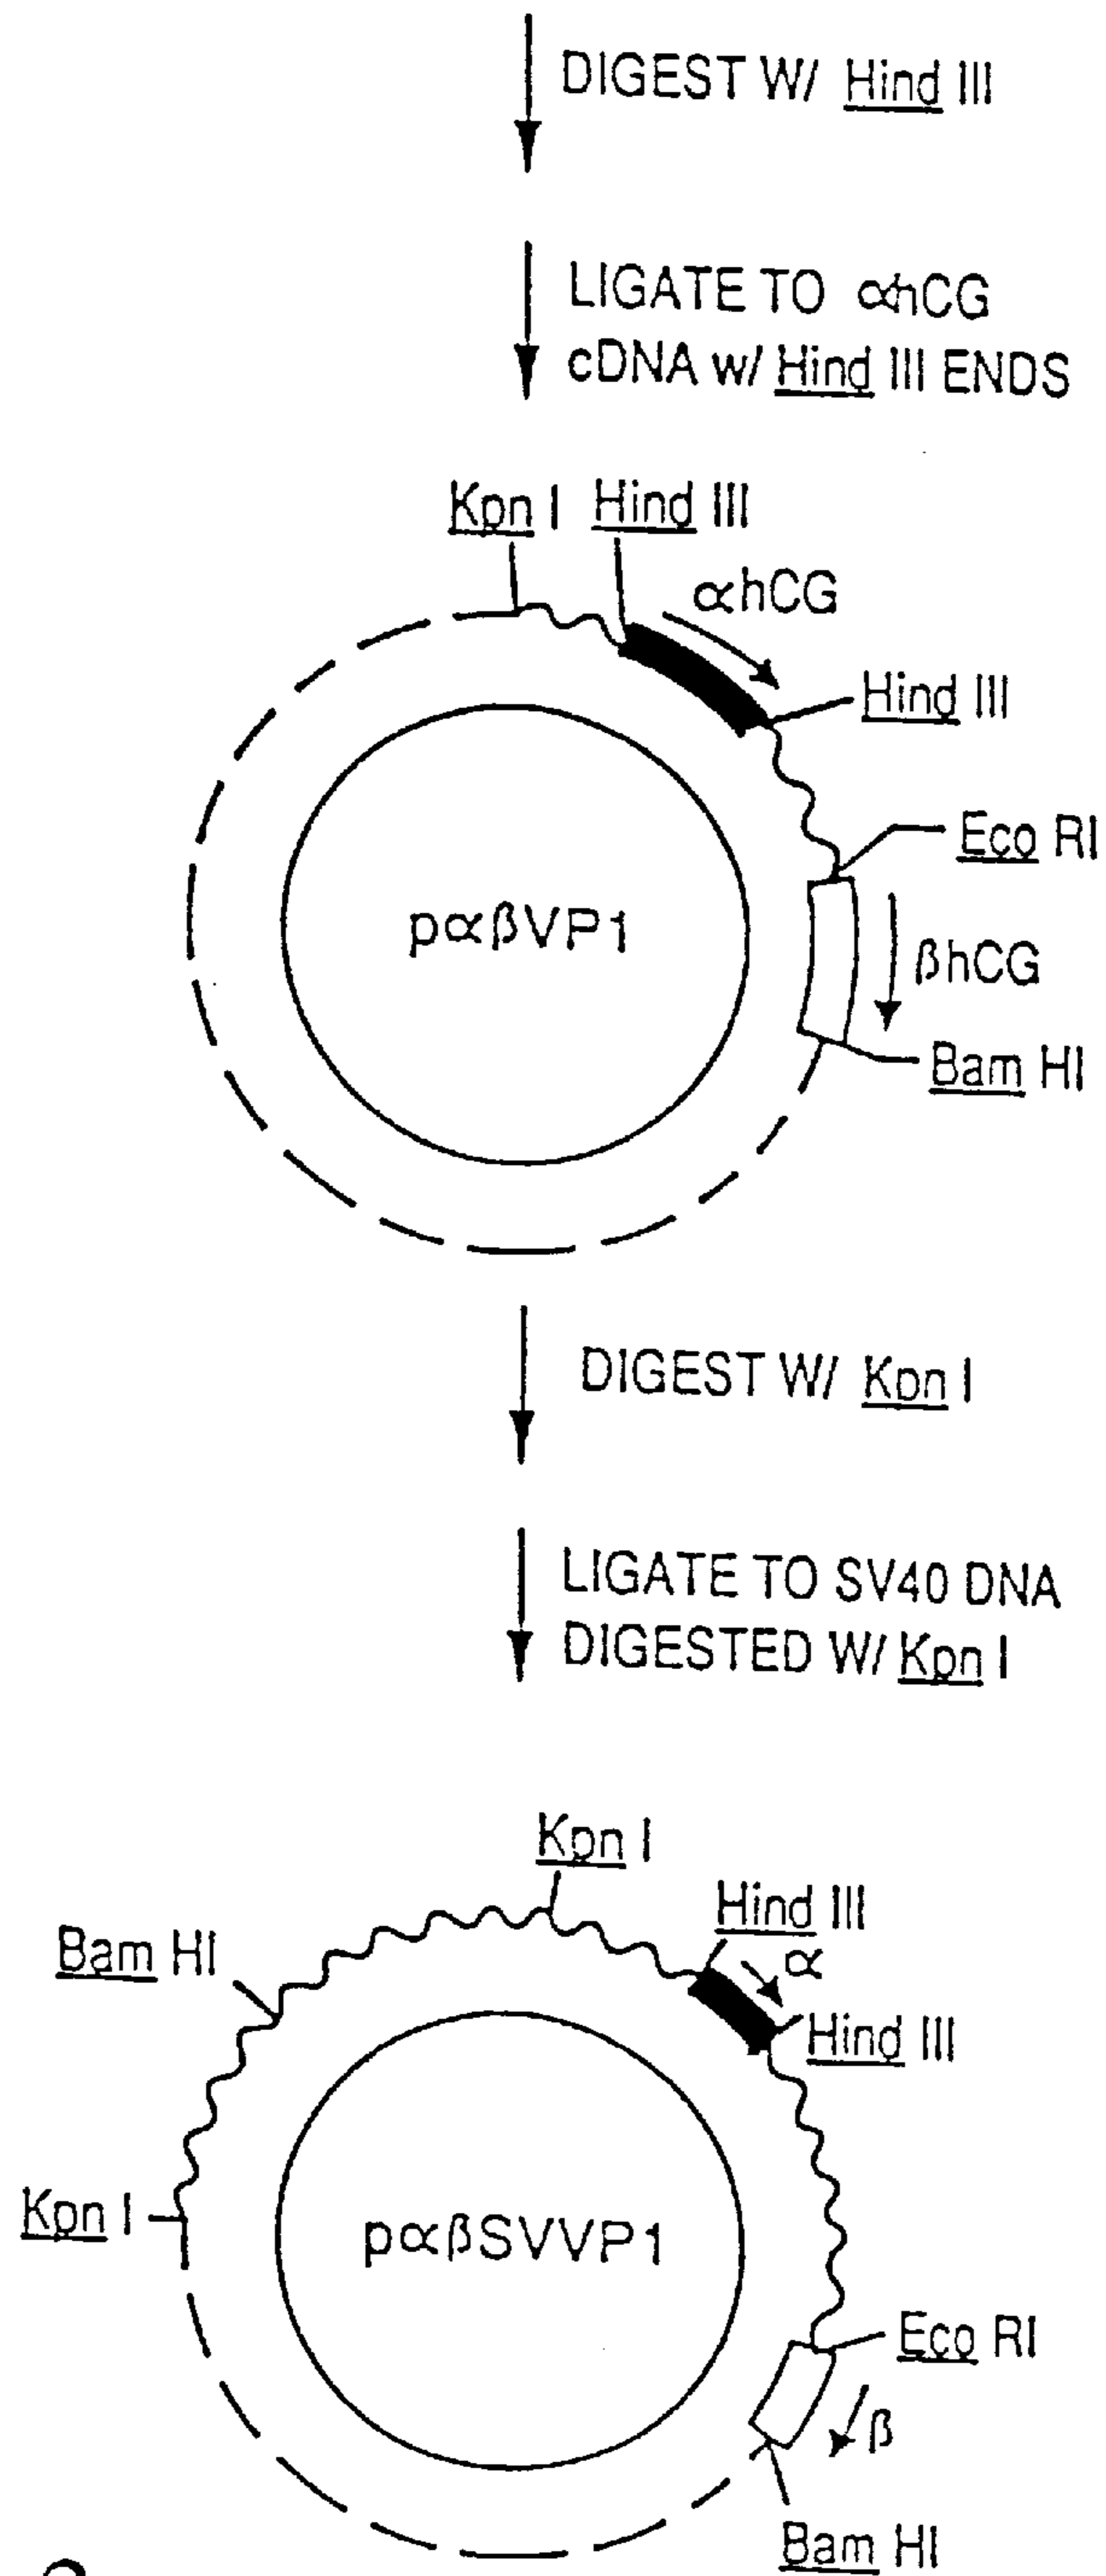 DIGEST W/ Hind III
LIGATE TO αhCG
cDNA w/ Hind III ENDS
Kpn I Hind III
αhCG
Hind III
Eco RI
pαβVP1
βhCG
Bam HI
DIGEST W/ Kpn I
LIGATE TO SV40 DNA
DIGESTED W/ Kpn I
Kpn I
Hind III
Bam HI
α
Hind III
Kpn I
pαβSVVP1
Eco RI
β
Bam HI